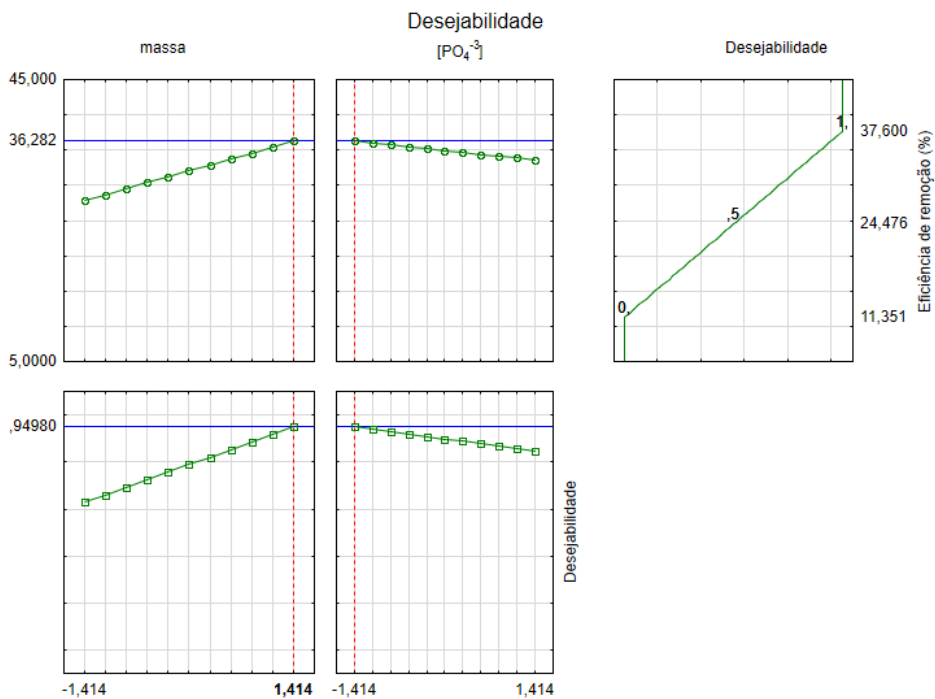 Desejabilidade
massa
[PO₄⁻³]
Desejabilidade
45,000
36,282
5,0000
1,
,5
0,
37,600
24,476
11,351
Eficiência de remoção (%)
,94980
Desejabilidade
-1,414
1,414
-1,414
1,414